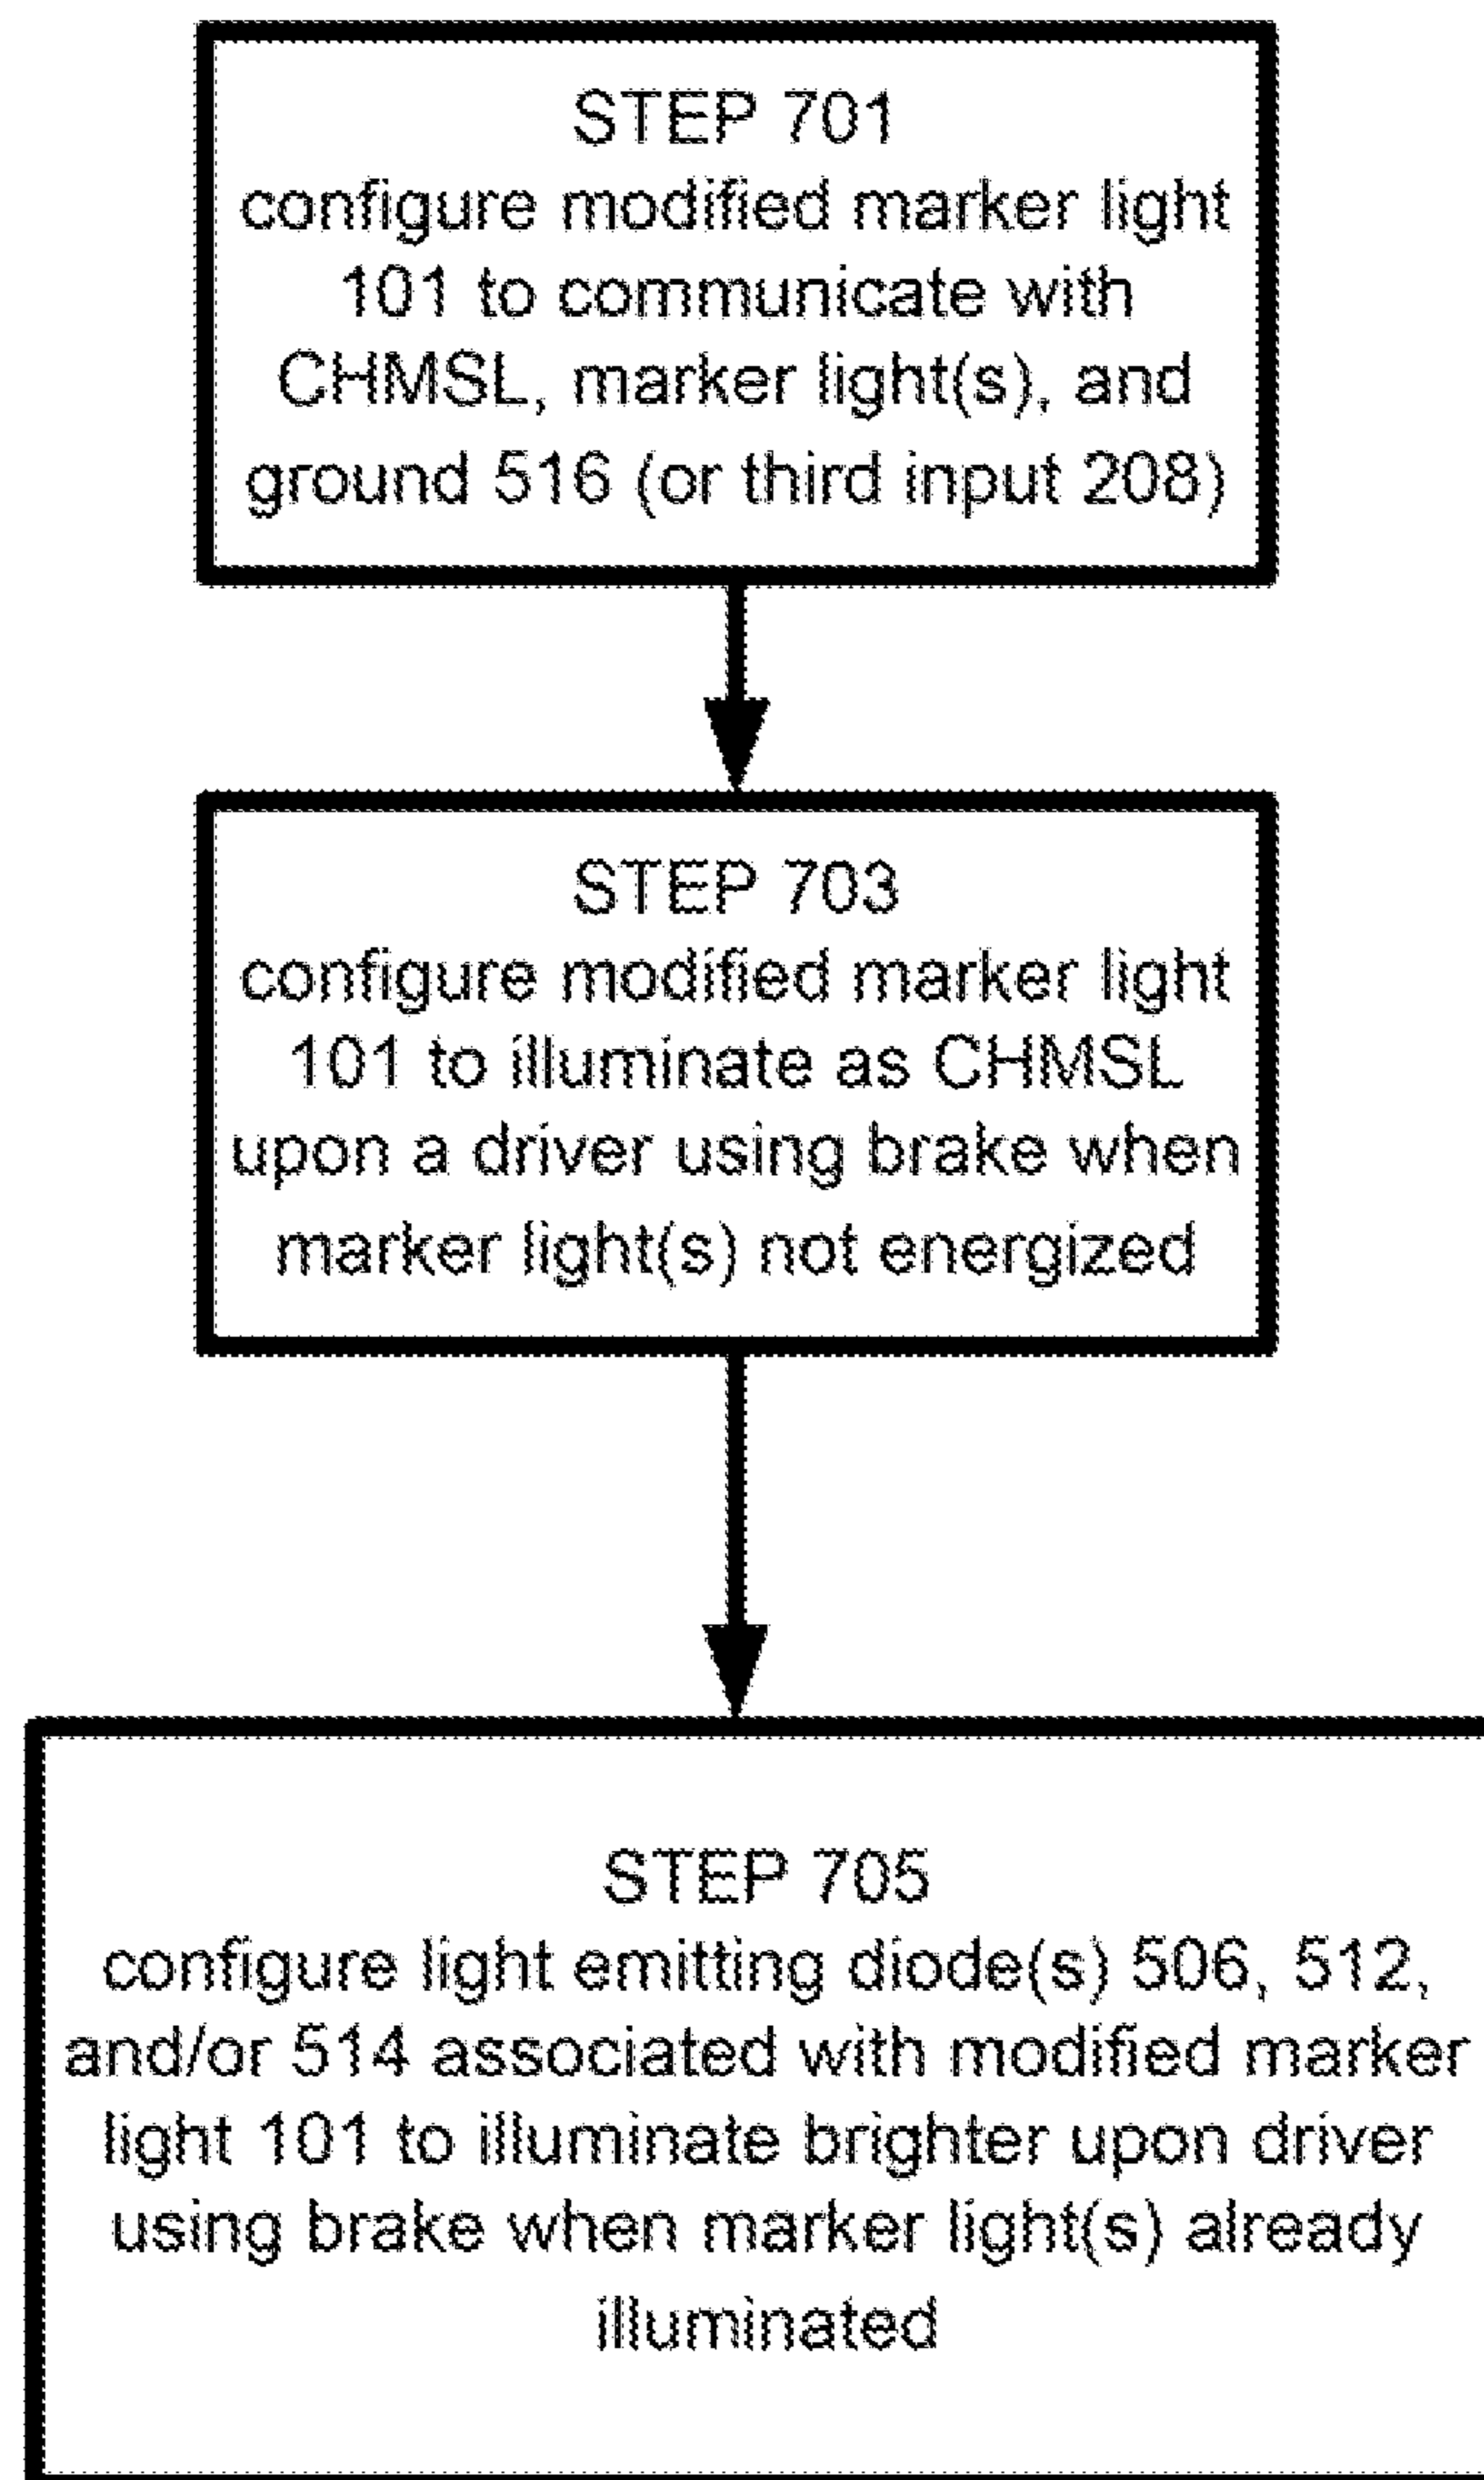 STEP 701
configure modified marker light
101 to communicate with
CHMSL, marker light(s), and
ground 516 (or third input 208)
STEP 703
configure modified marker light
101 to illuminate as CHMSL
upon a driver using brake when
marker light(s) not energized
STEP 705
configure light emitting diode(s) 506, 512,
and/or 514 associated with modified marker
light 101 to illuminate brighter upon driver
using brake when marker light(s) already
illuminated